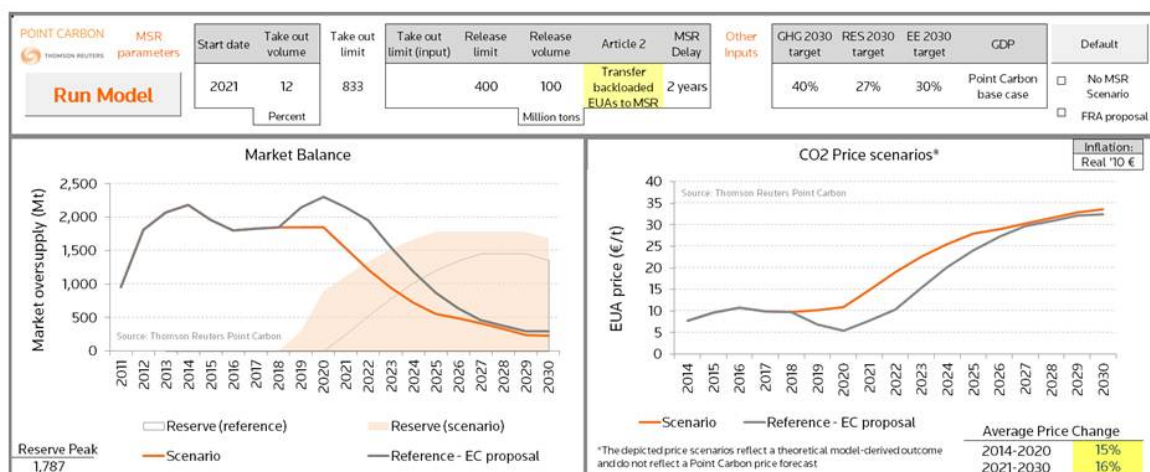 POINT CARBON
THOMSON REUTERS
MSR
parameters
Run Model
Start date
Take out
volume
Take out
limit
Take out
limit (input)
Release
limit
Release
volume
Article 2
MSR
Delay
2021
12
833
400
100
Transfer
backloaded
EUAs to MSR
2 years
Percent
Million tons
Other
Inputs
GHG 2030
target
RES 2030
target
EE 2030
target
GDP
40%
27%
30%
Point Carbon
base case
Default
No MSR
Scenario
FRA proposal
Market Balance
Market oversupply (Mt)
2,500
2,000
1,500
1,000
500
0
Source: Thomson Reuters Point Carbon
2011
2012
2013
2014
2015
2016
2017
2018
2019
2020
2021
2022
2023
2024
2025
2026
2027
2028
2029
2030
Reserve (reference)
Reserve (scenario)
Scenario
Reference - EC proposal
Reserve Peak
1,787
CO2 Price scenarios*
Inflation:
Real '10 €
EUA price (€/t)
40
35
30
25
20
15
10
5
0
Source: Thomson Reuters Point Carbon
2014
2015
2016
2017
2018
2019
2020
2021
2022
2023
2024
2025
2026
2027
2028
2029
2030
Scenario
Reference - EC proposal
*The depicted price scenarios reflect a theoretical model-derived outcome
and do not reflect a Point Carbon price forecast
Average Price Change
2014-2020
15%
2021-2030
16%